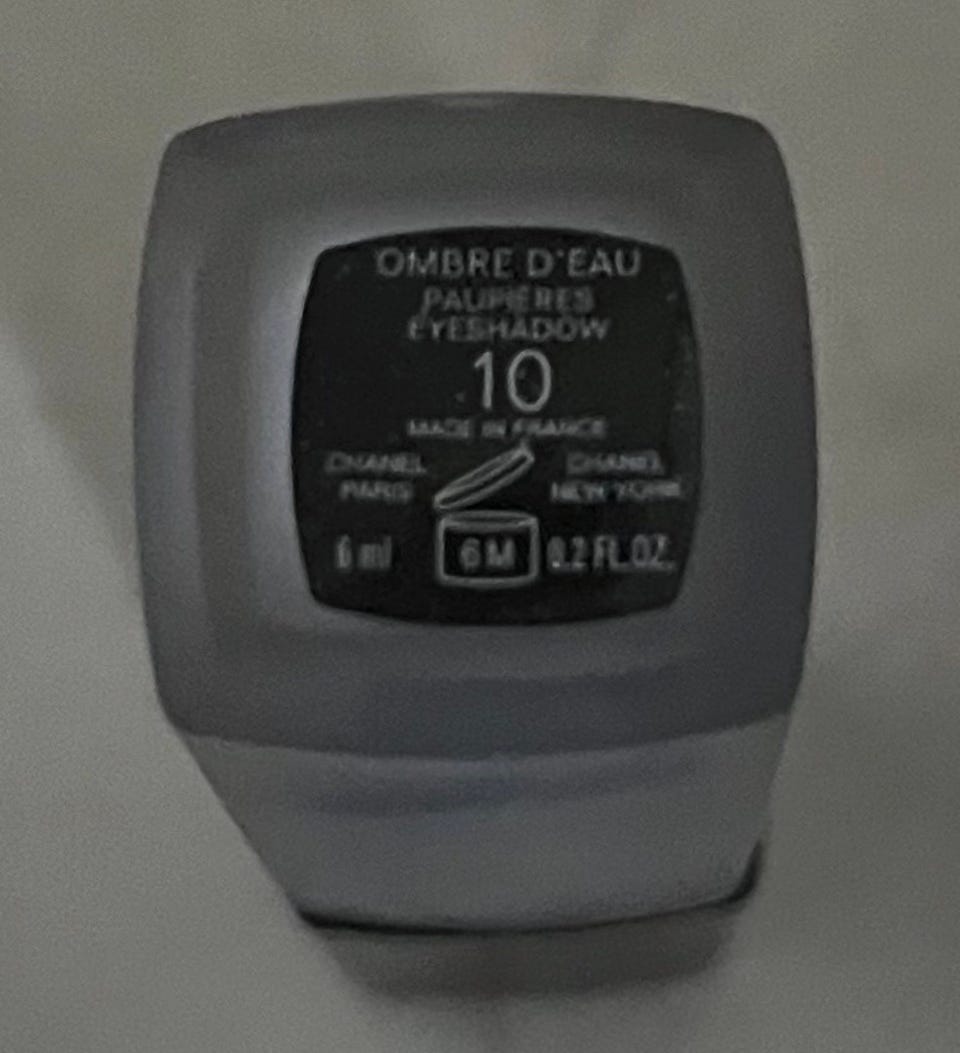 OMBRE D'EAU
PAUPIÈRES
EYESHADOW
10
MADE IN FRANCE
CHANEL
PARIS
CHANEL
NEW YORK
6 ml
6 M
0.2 FL.OZ.